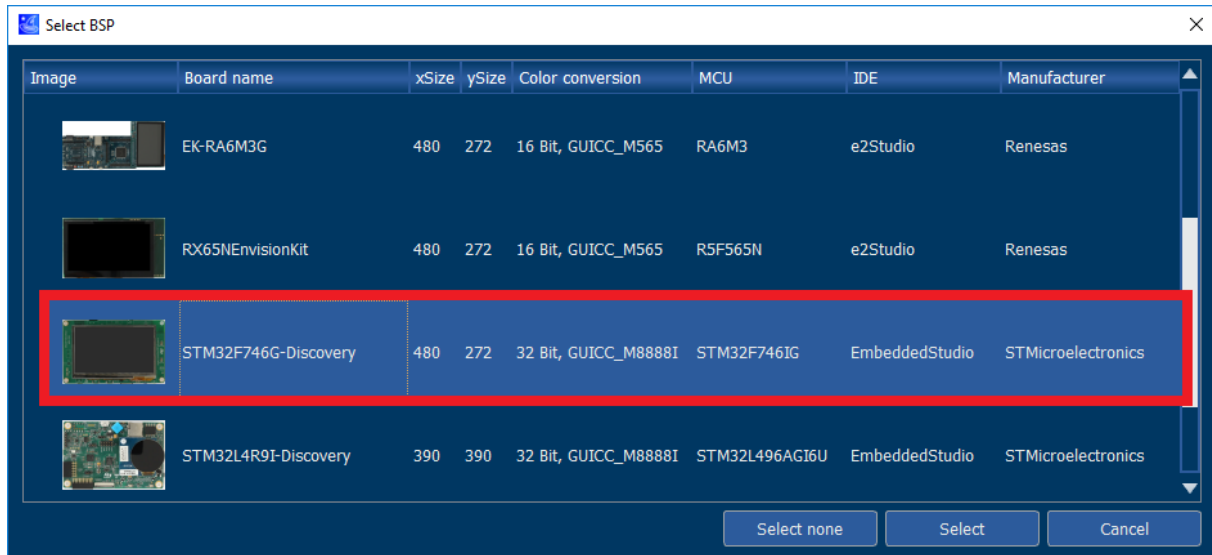 Select BSP
Image Board name xSize ySize Color conversion MCU IDE Manufacturer
EK-RA6M3G 480 272 16 Bit, GUICC_M565 RA6M3 e2Studio Renesas
RX65NEnvisionKit 480 272 16 Bit, GUICC_M565 R5F565N e2Studio Renesas
STM32F746G-Discovery 480 272 32 Bit, GUICC_M8888I STM32F746IG EmbeddedStudio STMicroelectronics
STM32L4R9I-Discovery 390 390 32 Bit, GUICC_M8888I STM32L496AGI6U EmbeddedStudio STMicroelectronics
Select none Select Cancel